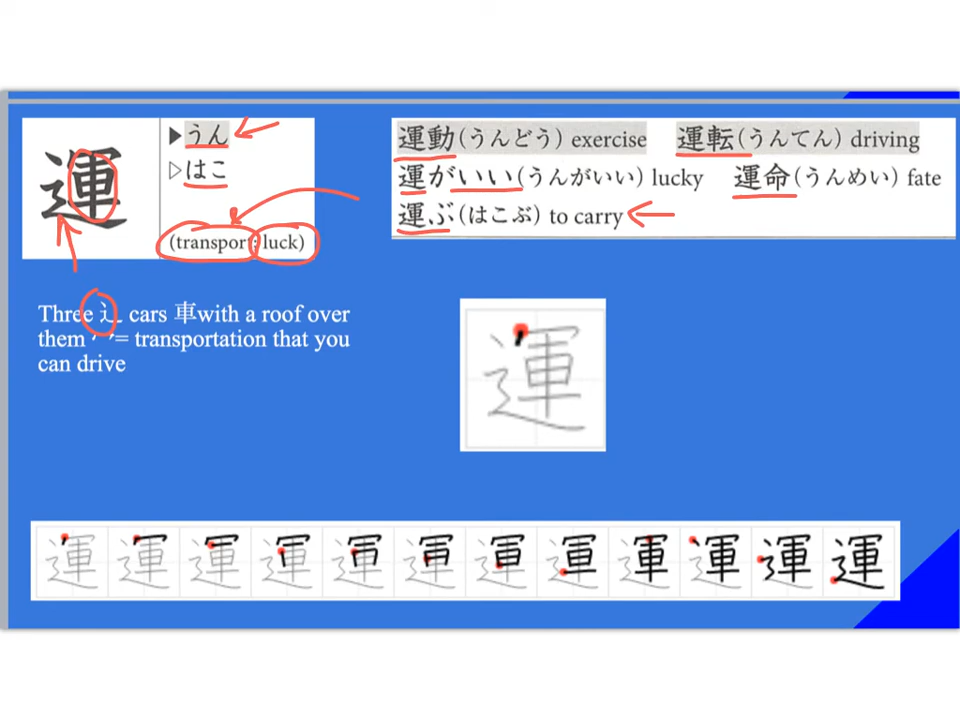 運
▶うん
▷はこ
(transport; luck)
運動(うんどう) exercise 運転(うんてん) driving
運がいい(うんがいい) lucky 運命(うんめい) fate
運ぶ(はこぶ) to carry
Three 辶 cars 車with a roof over
them 冖= transportation that you
can drive
運
運 運 運 運 運 運 運 運 運 運 運 運